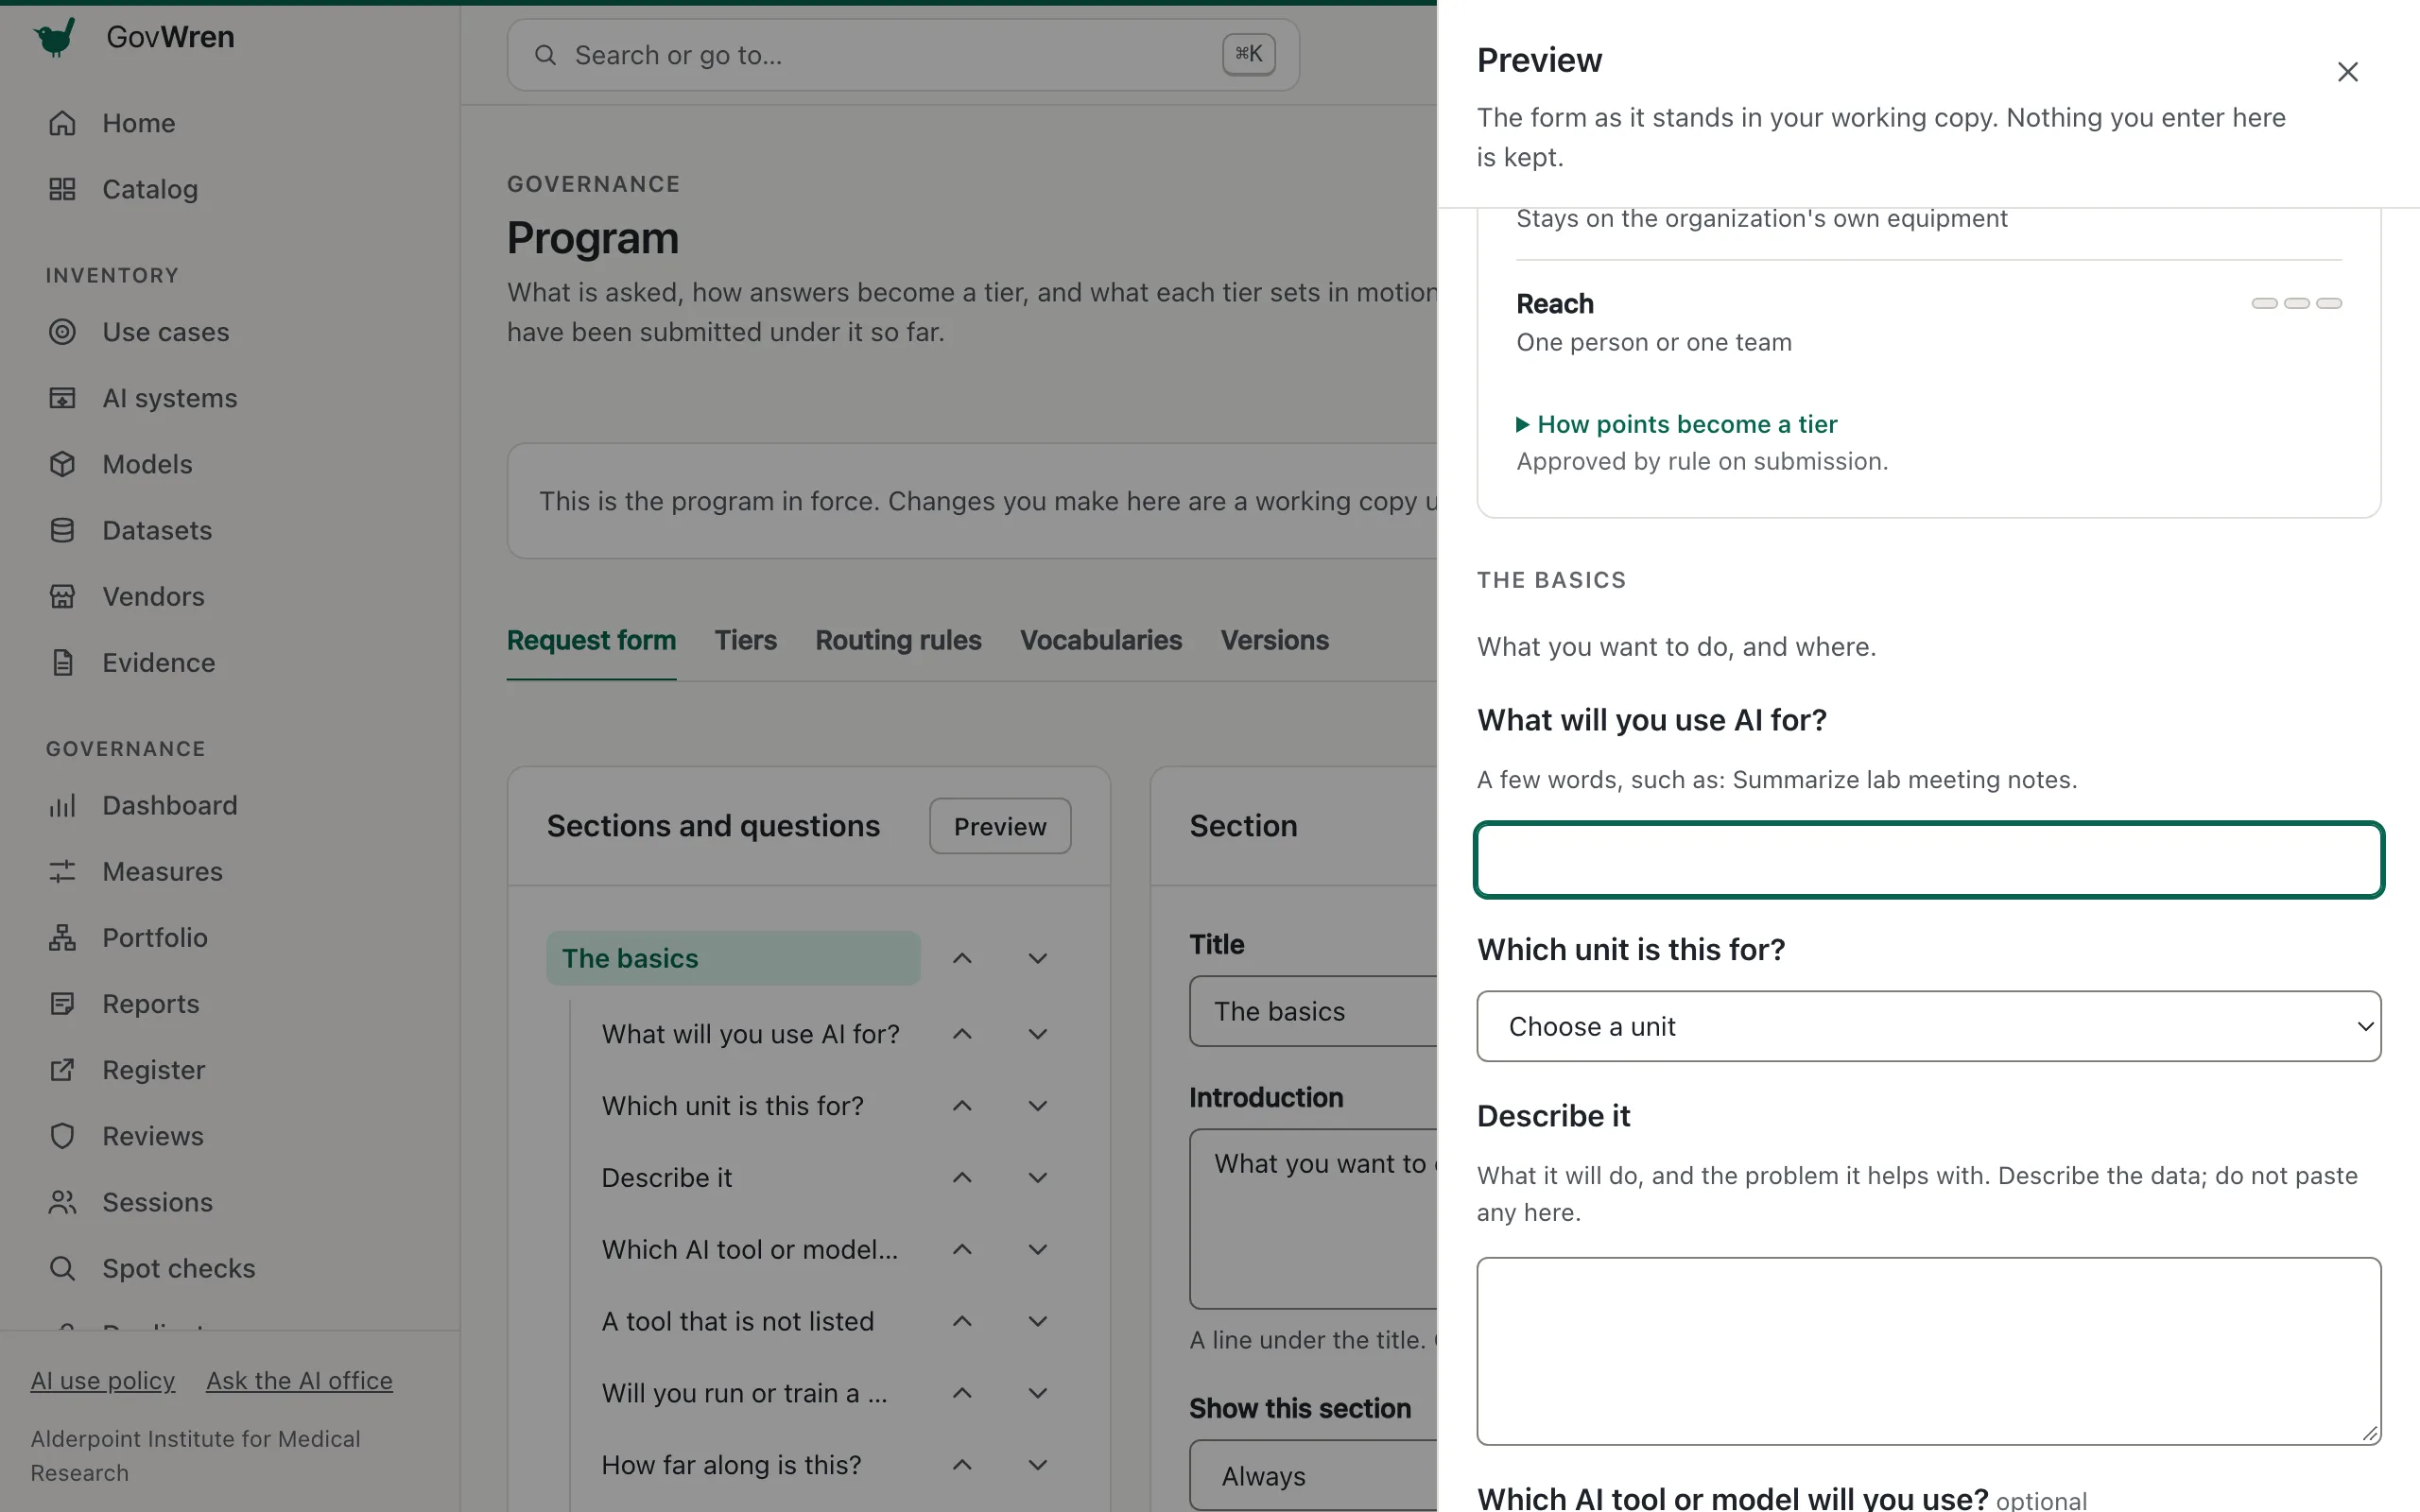 GovWren
Home
Catalog
INVENTORY
Use cases
AI systems
Models
Datasets
Vendors
Evidence
GOVERNANCE
Dashboard
Measures
Portfolio
Reports
Register
Reviews
Sessions
Spot checks
AI use policy
Ask the AI office
Alderpoint Institute for Medical
Research
Search or go to...
⌘K
GOVERNANCE
Program
What is asked, how answers become a tier, and what each tier sets in motion
have been submitted under it so far.
This is the program in force. Changes you make here are a working copy u
Request form
Tiers
Routing rules
Vocabularies
Versions
Sections and questions
Preview
The basics
What will you use AI for?
Which unit is this for?
Describe it
Which AI tool or model...
A tool that is not listed
Will you run or train a ...
How far along is this?
Section
Title
The basics
Introduction
What you want to
A line under the title.
Show this section
Always
Preview
The form as it stands in your working copy. Nothing you enter here
is kept.
Stays on the organization's own equipment
Reach
One person or one team
How points become a tier
Approved by rule on submission.
THE BASICS
What you want to do, and where.
What will you use AI for?
A few words, such as: Summarize lab meeting notes.
Which unit is this for?
Choose a unit
Describe it
What it will do, and the problem it helps with. Describe the data; do not paste
any here.
Which AI tool or model will you use? optional